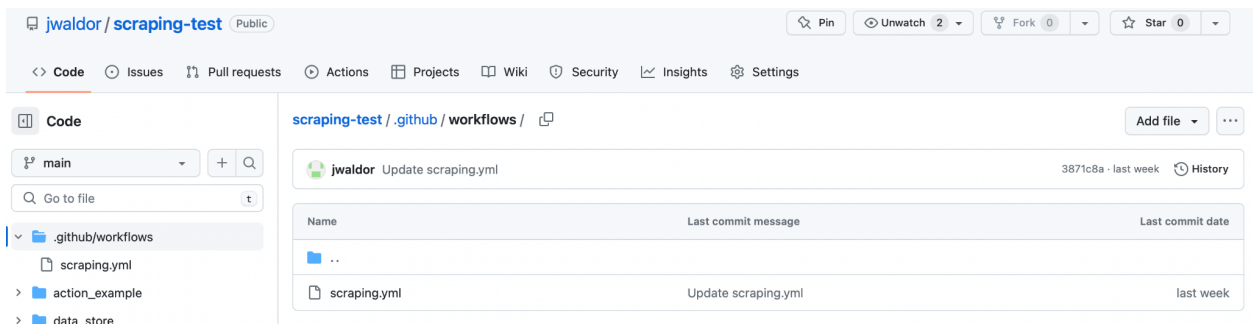 jwaldor / scraping-test Public
Pin
Unwatch 2
Fork 0
Star 0
Code
Issues
Pull requests
Actions
Projects
Wiki
Security
Insights
Settings
Code
main
Go to file
t
.github/workflows
scraping.yml
action_example
data_store
scraping-test / .github / workflows /
Add file
jwaldor Update scraping.yml
3871c8a · last week
History
Name Last commit message Last commit date
..
scraping.yml Update scraping.yml last week